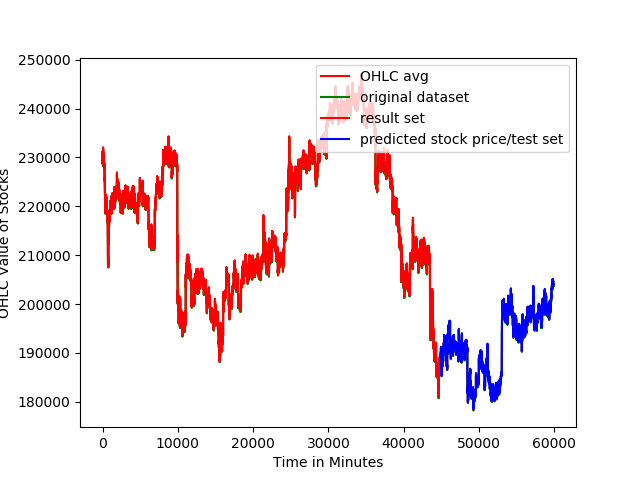 250000
240000
230000
220000
210000
200000
190000
180000
OHLC Value of Stocks
OHLC avg
original dataset
result set
predicted stock price/test set
0
10000
20000
30000
40000
50000
60000
Time in Minutes